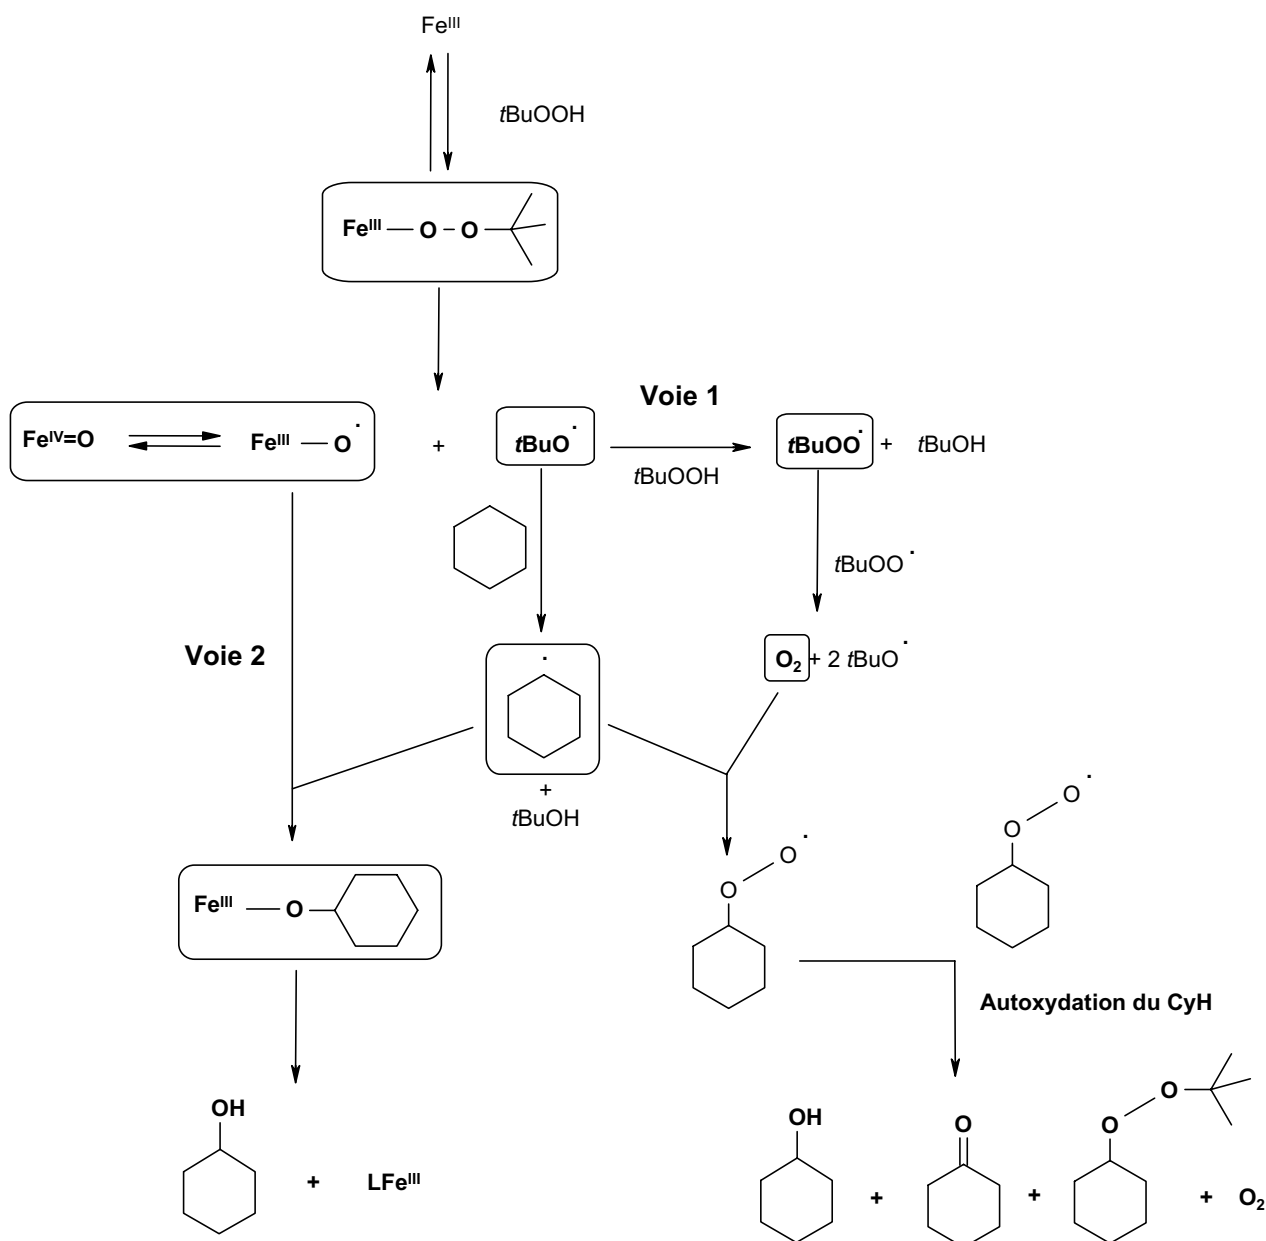 Fe^III
tBuOOH
Fe^III — O – O
Voie 1
Fe^IV=O Fe^III — O˙ + tBuO˙ tBuOO˙ + tBuOH
tBuOOH
tBuOO˙
Voie 2
O₂ + 2 tBuO˙
˙
+
tBuOH
O˙
O
O˙
O
Fe^III — O
Autoxydation du CyH
OH
+ LFe^III
OH
+
O
+
O O
+ O₂